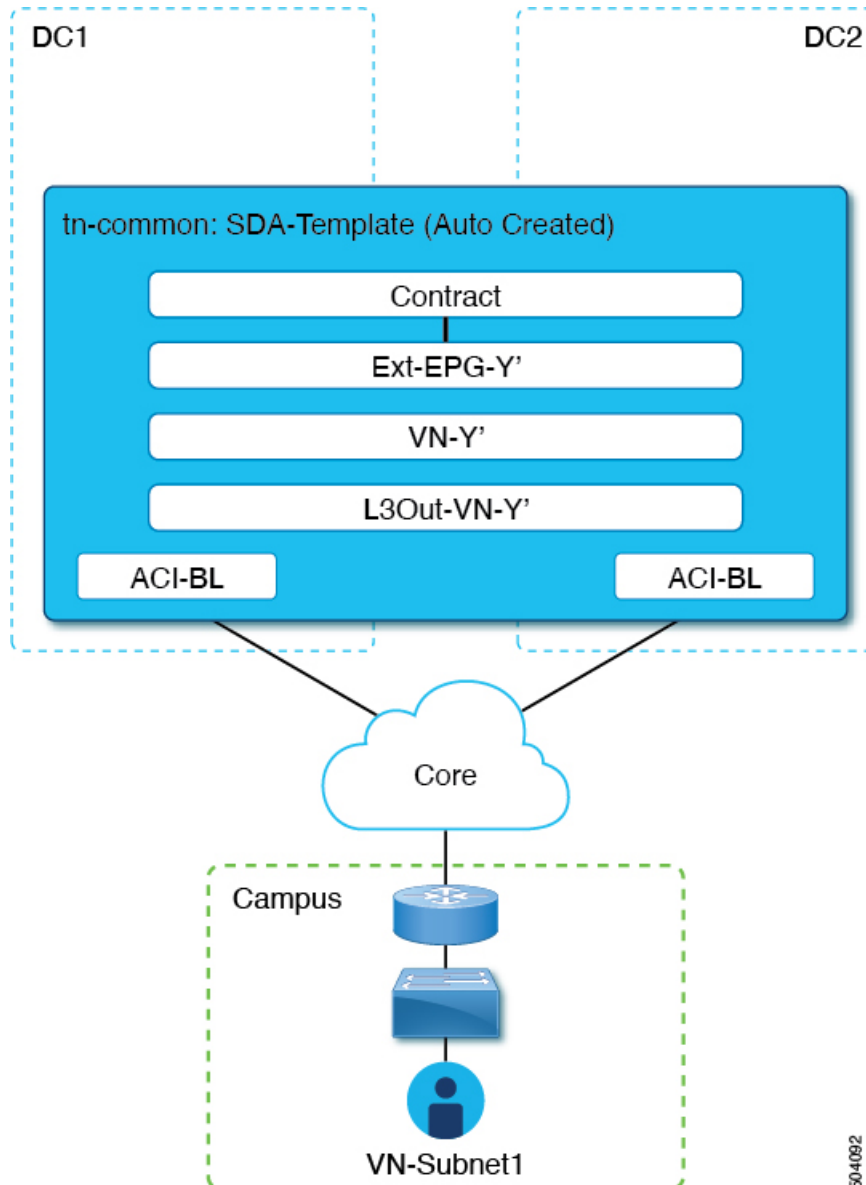 DC1
DC2
tn-common: SDA-Template (Auto Created)
Contract
Ext-EPG-Y’
VN-Y’
L3Out-VN-Y’
ACI-BL
ACI-BL
Core
Campus
VN-Subnet1
504092